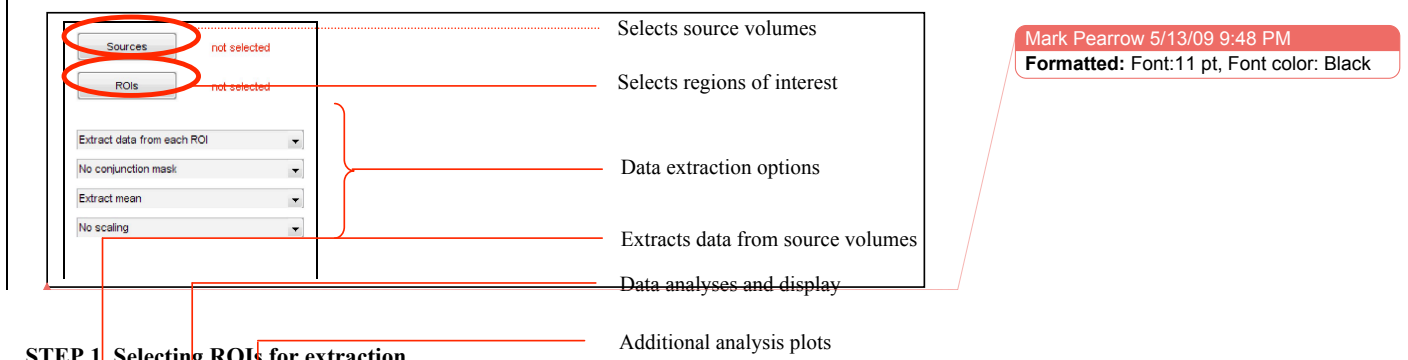 Sources
not selected
Selects source volumes
ROIs
not selected
Selects regions of interest
Extract data from each ROI
No conjunction mask
Extract mean
No scaling
Data extraction options
Extracts data from source volumes
Data analyses and display
Additional analysis plots
STEP 1 Selecting ROIs for extraction
Mark Pearrow 5/13/09 9:48 PM
Formatted: Font:11 pt, Font color: Black